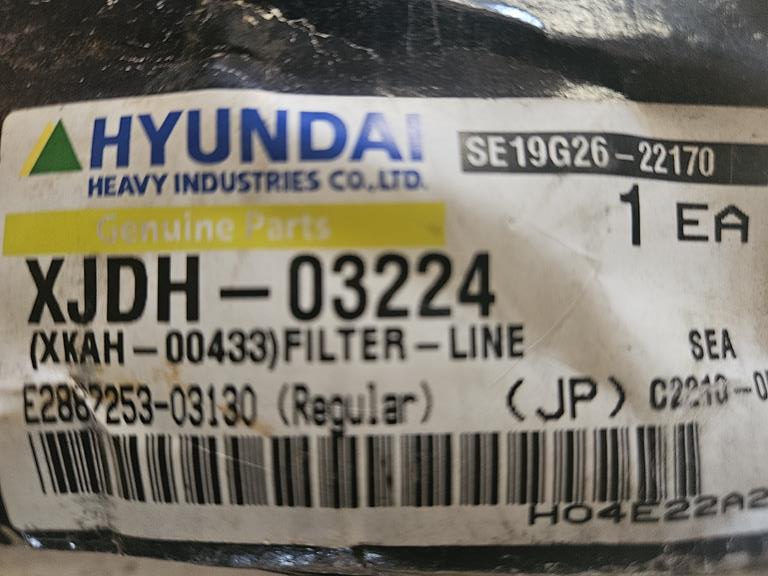 HYUNDAI
HEAVY INDUSTRIES CO.,LTD.
SE19G26-22170
1 EA
Genuine Parts
XJDH-03224
(XKAH-00433)FILTER-LINE
SEA
(Regular)
(JP)
H04E22A2